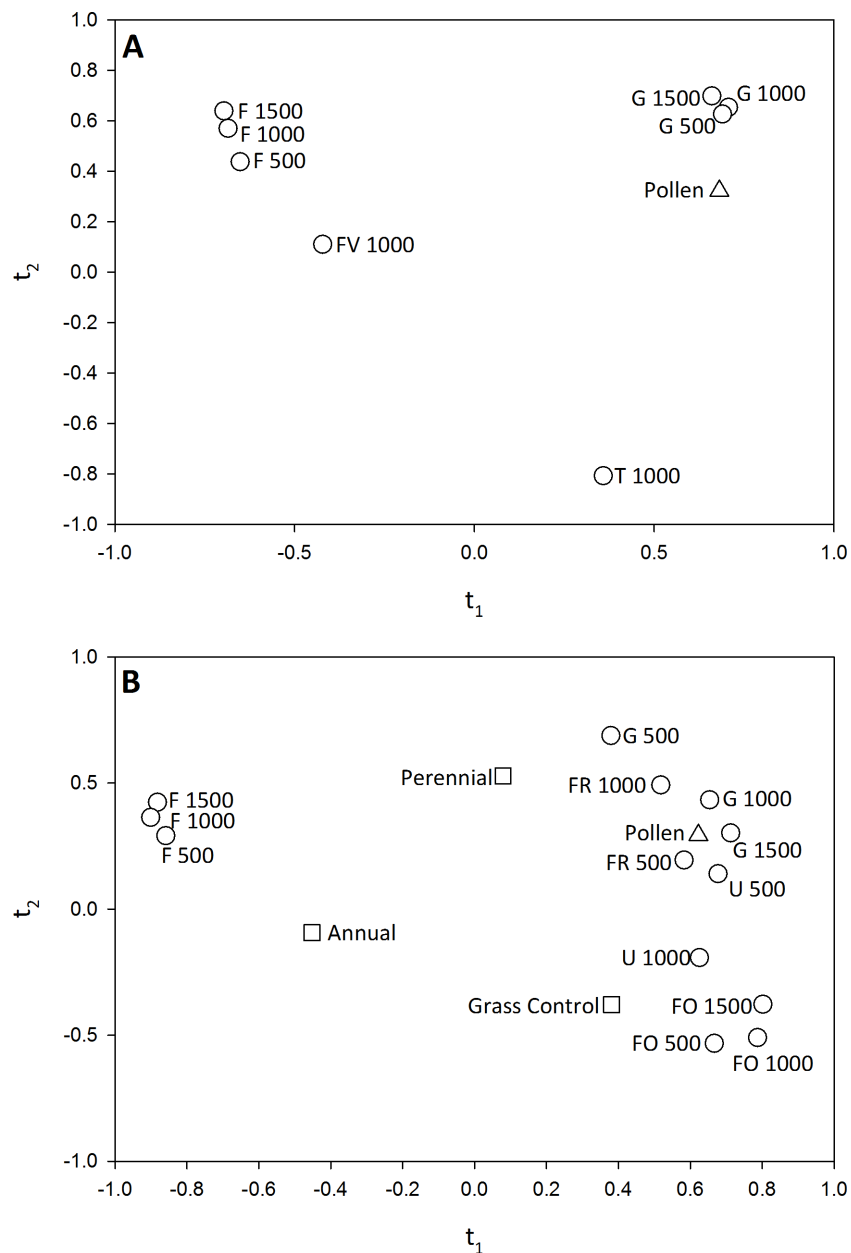 A
1.0
0.8
0.6
0.4
0.2
0.0
-0.2
-0.4
-0.6
-0.8
-1.0
t2
F 1500
F 1000
F 500
FV 1000
G 1500
G 1000
G 500
Pollen
T 1000
-1.0 -0.5 0.0 0.5 1.0
t1
B
1.0
0.5
0.0
-0.5
-1.0
t2
G 500
Perennial
FR 1000
F 1500
G 1000
F 1000
Pollen
F 500
G 1500
FR 500
U 500
Annual
U 1000
Grass Control
FO 1500
FO 500
FO 1000
-1.0 -0.8 -0.6 -0.4 -0.2 0.0 0.2 0.4 0.6 0.8 1.0
t1